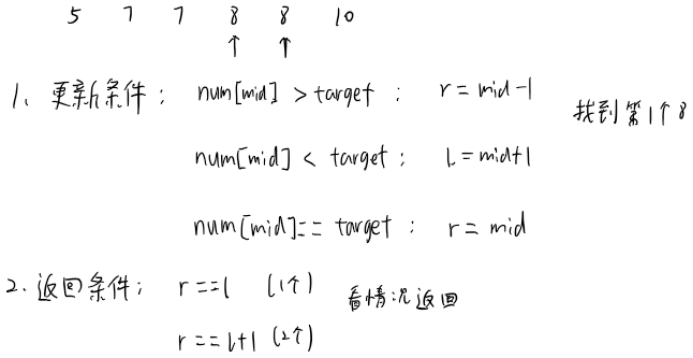 5 7 7 8 8 10
↑ ↑
1、更新条件: num[mid] > target : r = mid-1
找到第1个8
num[mid] < target : l = mid+1
num[mid]== target : r = mid
2.返回条件; r==l (1个) 看情况返回
r==l+1 (2个)